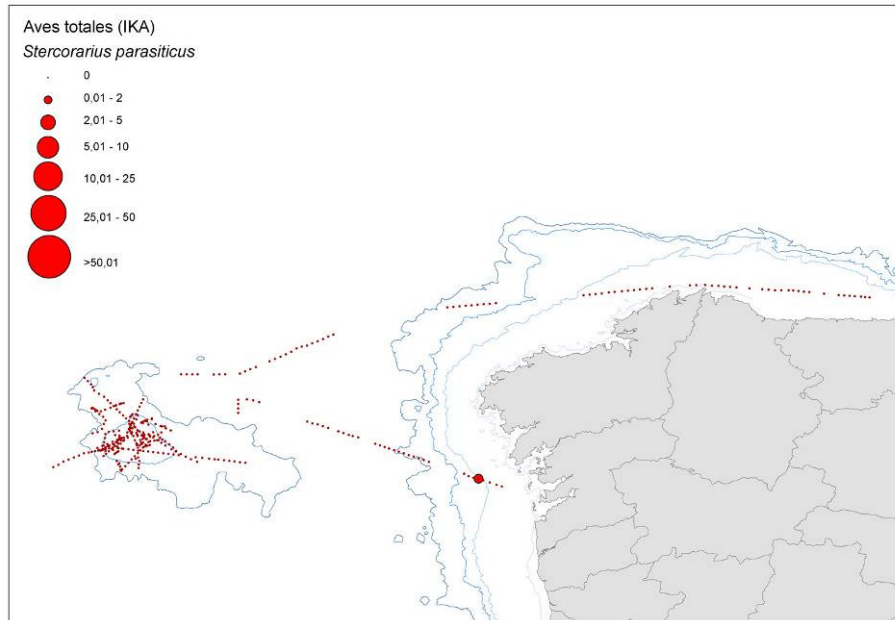 Aves totales (IKA)
Stercorarius parasiticus
0
0,01 - 2
2,01 - 5
5,01 - 10
10,01 - 25
25,01 - 50
>50,01